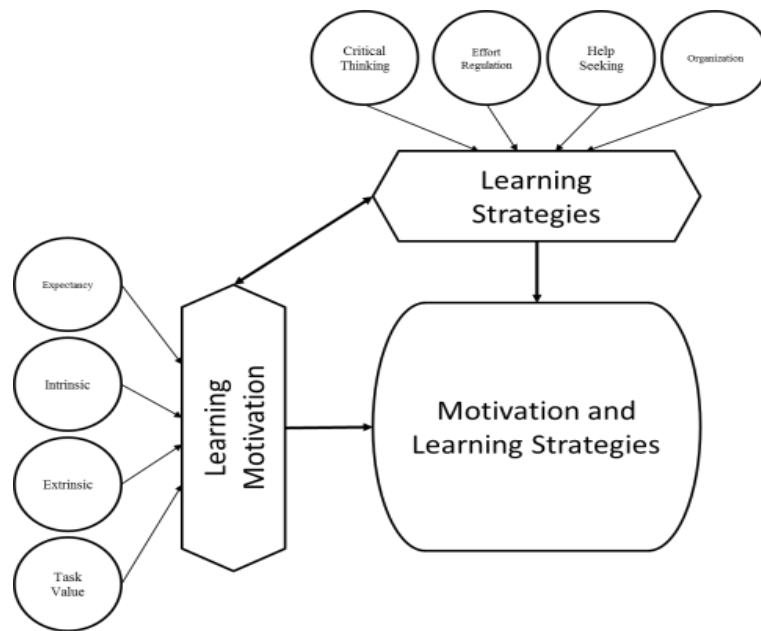 Critical
Thinking
Effort
Regulation
Help
Seeking
Organization
Learning
Strategies
Expectancy
Intrinsic
Extrinsic
Task
Value
Learning
Motivation
Motivation and
Learning Strategies